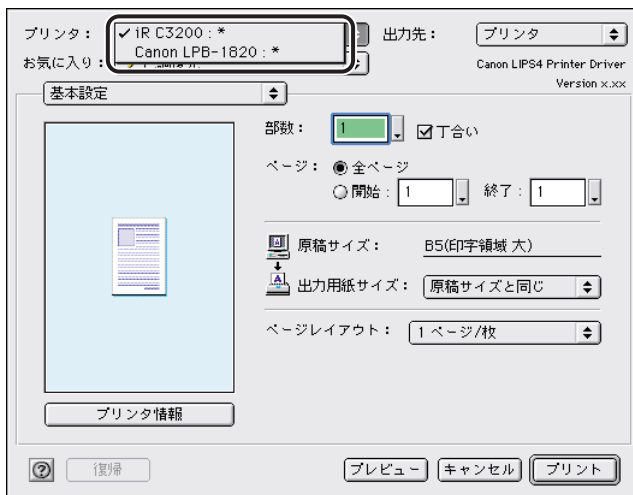 プリンタ： ✓ iR C3200 : * 出力先： プリンタ
Canon LPB-1820 : *
お気に入り： Canon LIPS4 Printer Driver
Version x.xx
基本設定
部数： 1 丁合い
ページ： 全ページ
開始： 1 終了： 1
原稿サイズ： B5(印字領域 大)
出力用紙サイズ： 原稿サイズと同じ
ページレイアウト： 1 ページ/枚
プリンタ情報
? 復帰 プレビュー キャンセル プリント